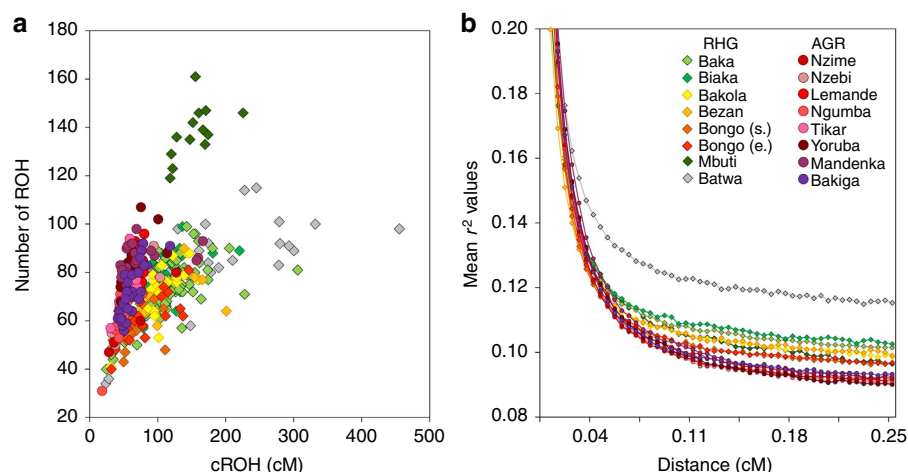 a
180
160
140
120
100
80
60
40
20
Number of ROH
0
100
200
300
400
500
cROH (cM)
b
0.20
0.18
0.16
0.14
0.12
0.10
0.08
Mean r² values
0.04
0.11
0.18
0.25
Distance (cM)
RHG
Baka
Biaka
Bakola
Bezan
Bongo (s.)
Bongo (e.)
Mbuti
Batwa
AGR
Nzime
Nzebi
Lemande
Ngumba
Tikar
Yoruba
Mandenka
Bakiga